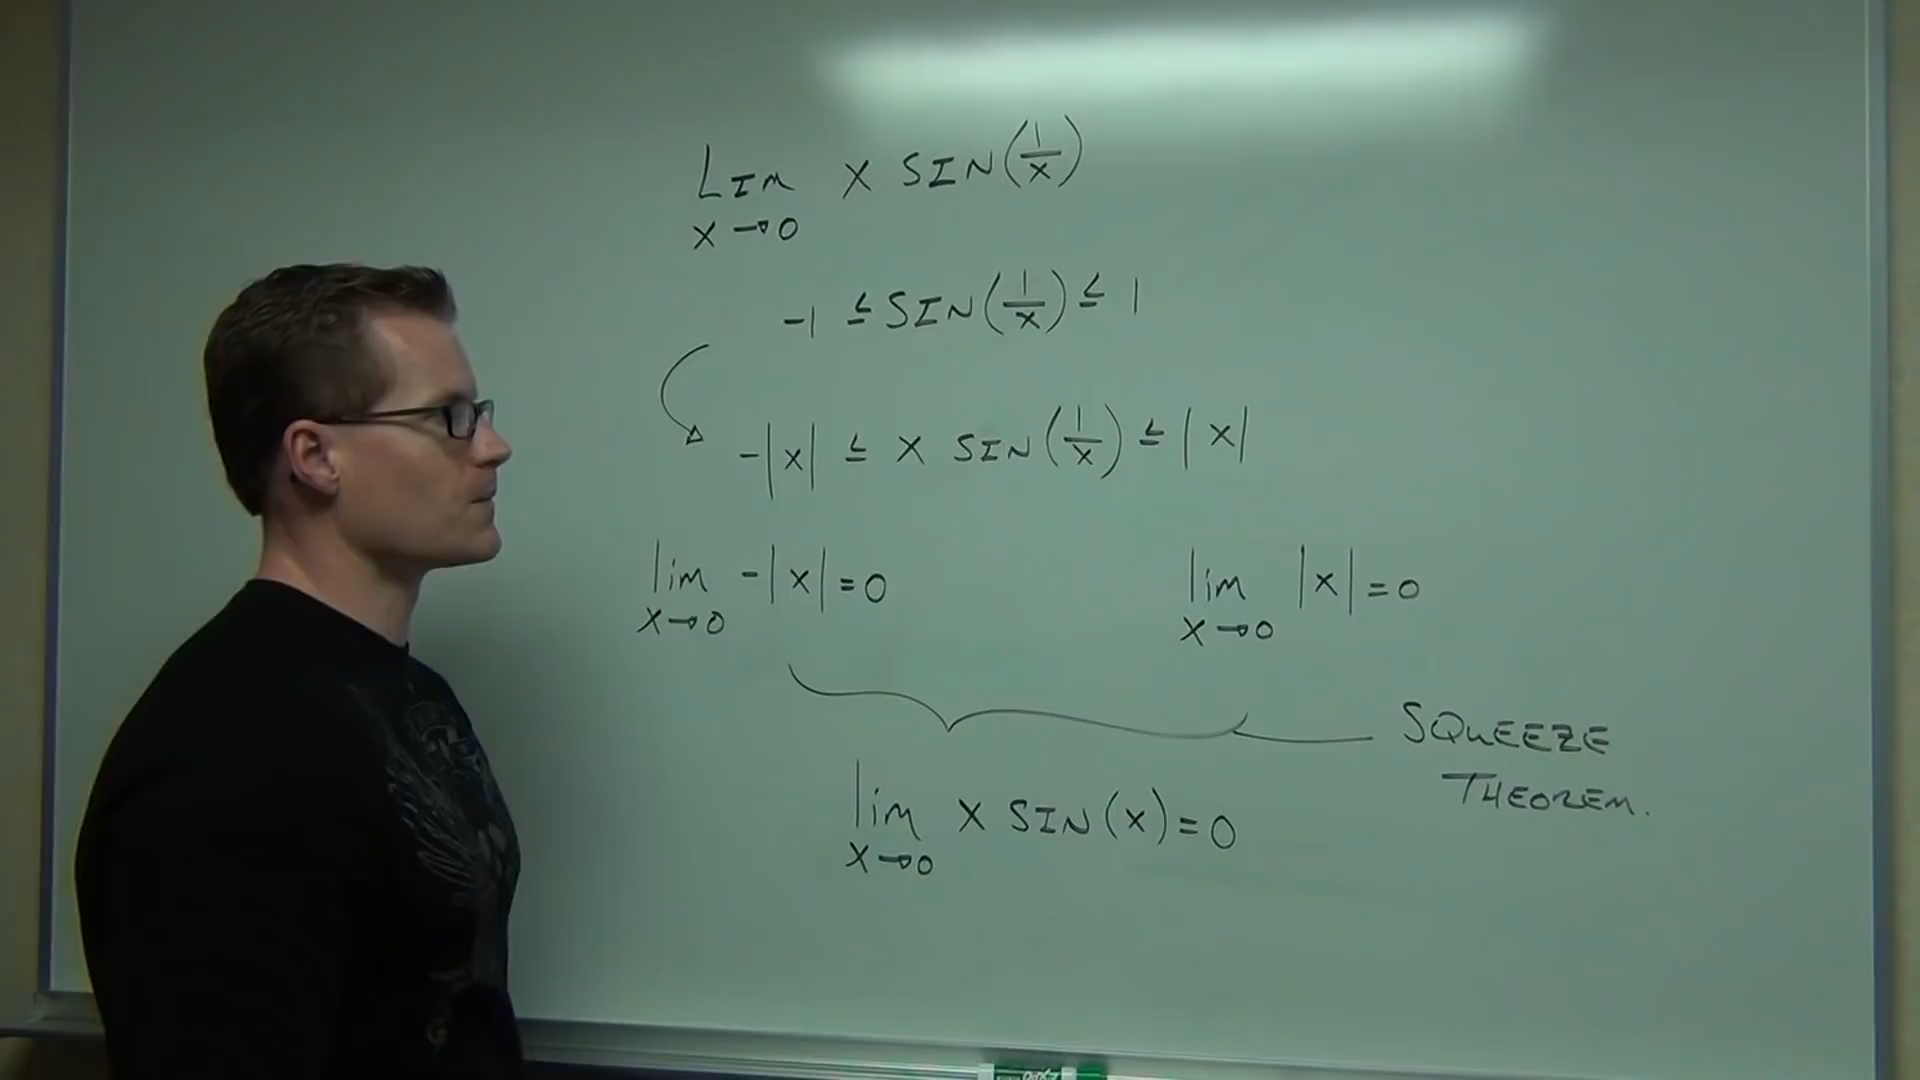 LIM x SIN(1/x)
x→0
-1 ≤ SIN(1/x) ≤ 1
-|x| ≤ x SIN(1/x) ≤ |x|
lim -|x| = 0 lim |x| = 0
x→0 x→0
SQUEEZE
THEOREM.
lim x SIN(x) = 0
x→0